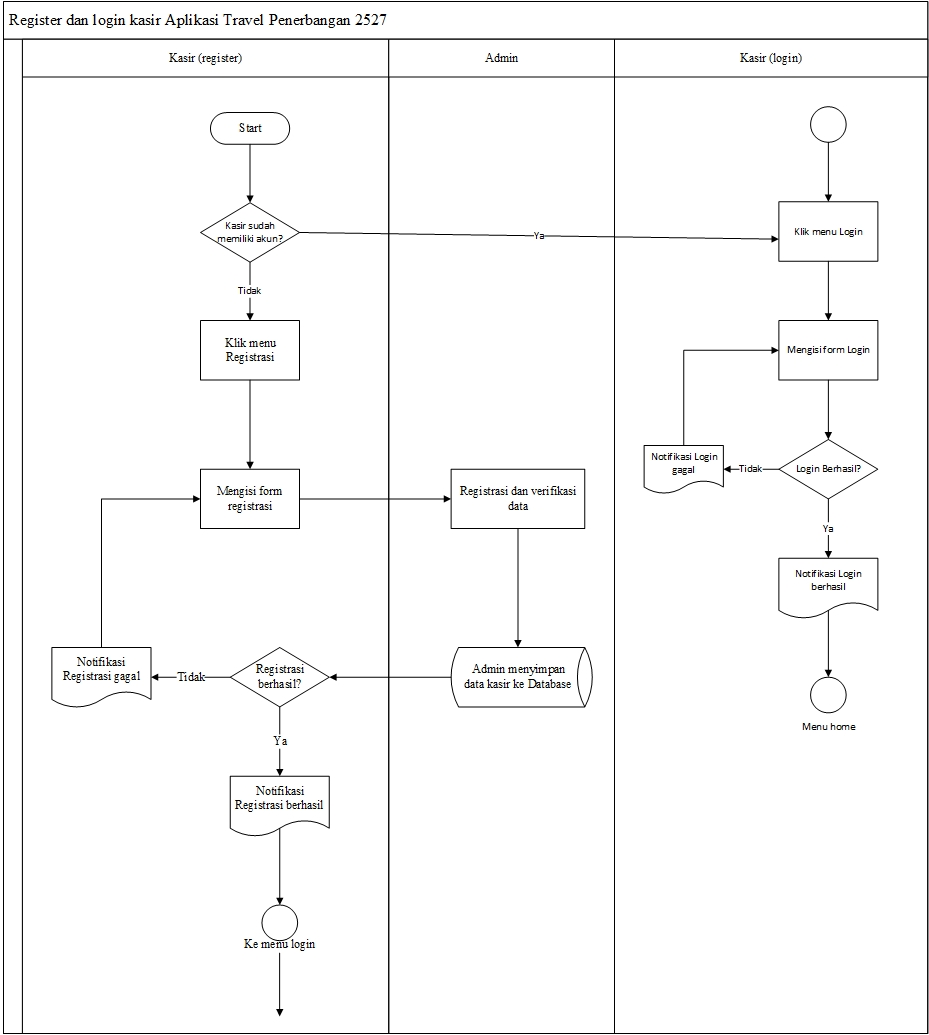 Register dan login kasir Aplikasi Travel Penerbangan 2527
Kasir (register)
Admin
Kasir (login)
Start
Kasir sudah
memiliki akun?
Ya
Tidak
Klik menu
Registrasi
Mengisi form
registrasi
Registrasi dan verifikasi
data
Admin menyimpan
data kasir ke Database
Registrasi
berhasil?
Tidak
Notifikasi
Registrasi gagal
Ya
Notifikasi
Registrasi berhasil
Ke menu login
Klik menu Login
Mengisi form Login
Login Berhasil?
Tidak
Notifikasi Login
gagal
Ya
Notifikasi Login
berhasil
Menu home